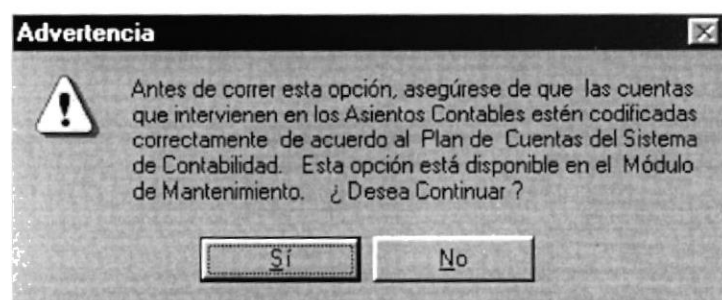 Advertencia
Antes de correr esta opción, asegúrese de que las cuentas
que intervienen en los Asientos Contables estén codificadas
correctamente de acuerdo al Plan de Cuentas del Sistema
de Contabilidad. Esta opción está disponible en el Módulo
de Mantenimiento. ¿ Desea Continuar ?
Sí No